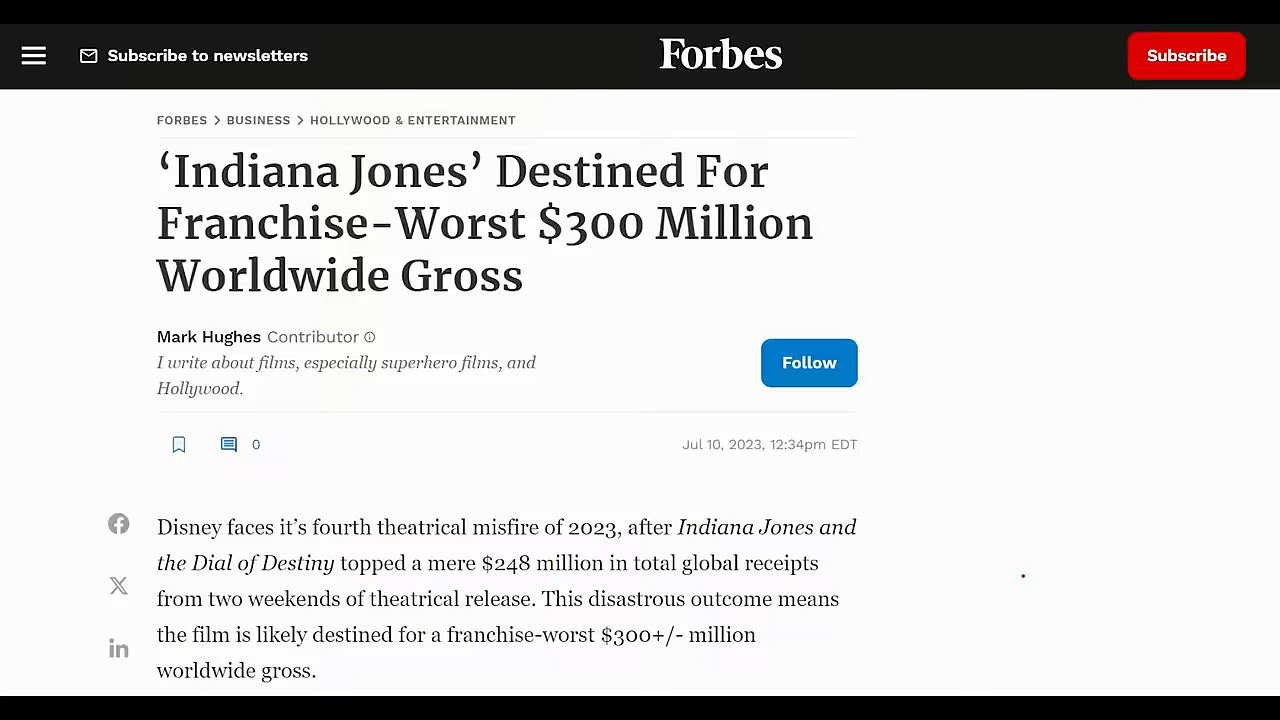 Subscribe to newsletters
Forbes
Subscribe
FORBES > BUSINESS > HOLLYWOOD & ENTERTAINMENT
‘Indiana Jones’ Destined For
Franchise-Worst $300 Million
Worldwide Gross
Mark Hughes Contributor
I write about films, especially superhero films, and
Hollywood.
Follow
0
Jul 10, 2023, 12:34pm EDT
Disney faces it’s fourth theatrical misfire of 2023, after Indiana Jones and
the Dial of Destiny topped a mere $248 million in total global receipts
from two weekends of theatrical release. This disastrous outcome means
the film is likely destined for a franchise-worst $300+/- million
worldwide gross.